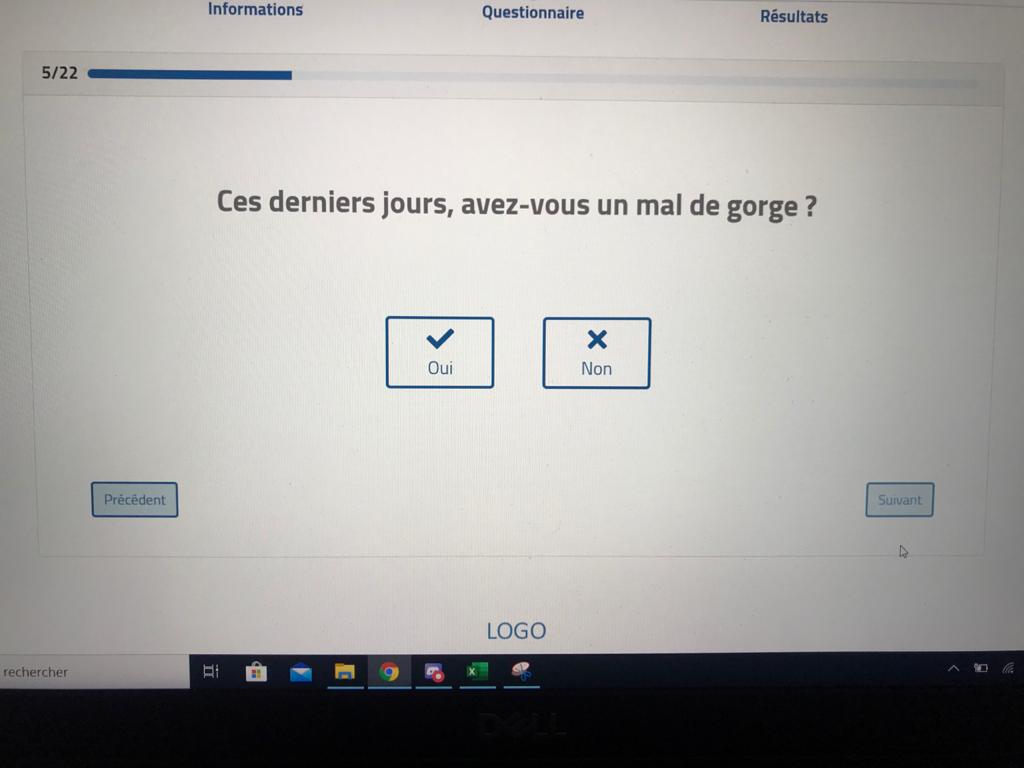 Informations
Questionnaire
Résultats
5/22
Ces derniers jours, avez-vous un mal de gorge ?
Oui
Non
Précédent
Suivant
LOGO
rechercher
DELL